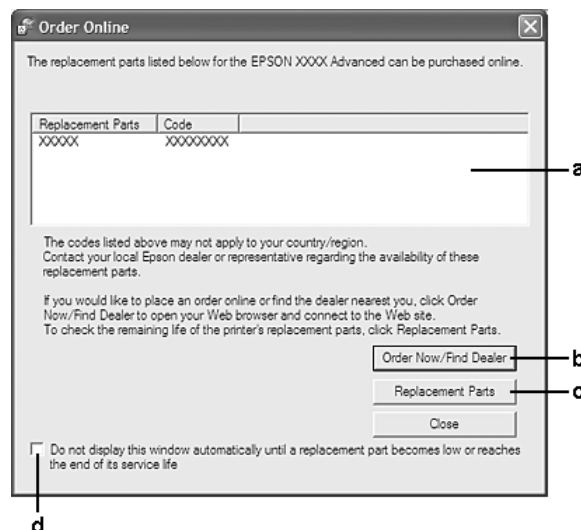 Order Online
The replacement parts listed below for the EPSON XXXX Advanced can be purchased online.
Replacement Parts Code
XXXXX XXXXXXXX
a
The codes listed above may not apply to your country/region.
Contact your local Epson dealer or representative regarding the availability of these
replacement parts.
If you would like to place an order online or find the dealer nearest you, click Order
Now/Find Dealer to open your Web browser and connect to the Web site.
To check the remaining life of the printer's replacement parts, click Replacement Parts.
Order Now/Find Dealer b
Replacement Parts c
Close
Do not display this window automatically until a replacement part becomes low or reaches
the end of its service life
d